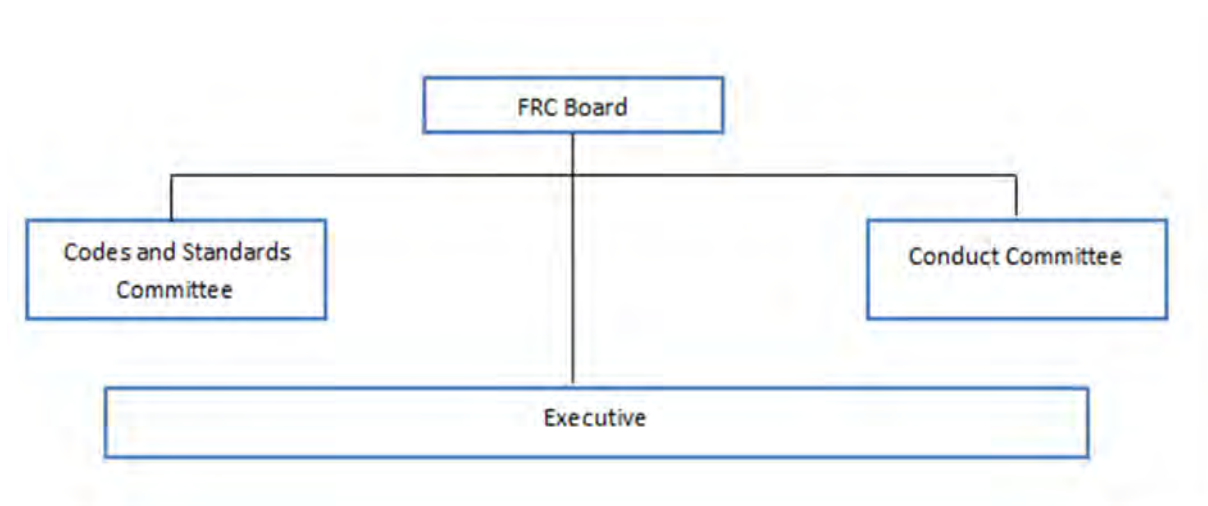 FRC Board
Codes and Standards
Committee
Conduct Committee
Executive